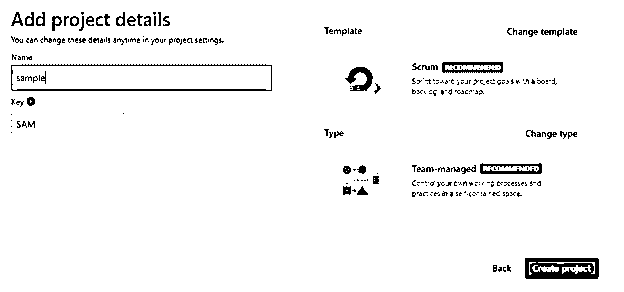 Add project details
You can change these details anytime in your project settings.
Name
sample
Key
SAM
Template
Change template
Scrum RECOMMENDED
Sprint toward your project goals with a board,
backlog, and roadmap.
Type
Change type
Team-managed RECOMMENDED
Control your own working processes and
practices in a self-contained space.
Back
Create project